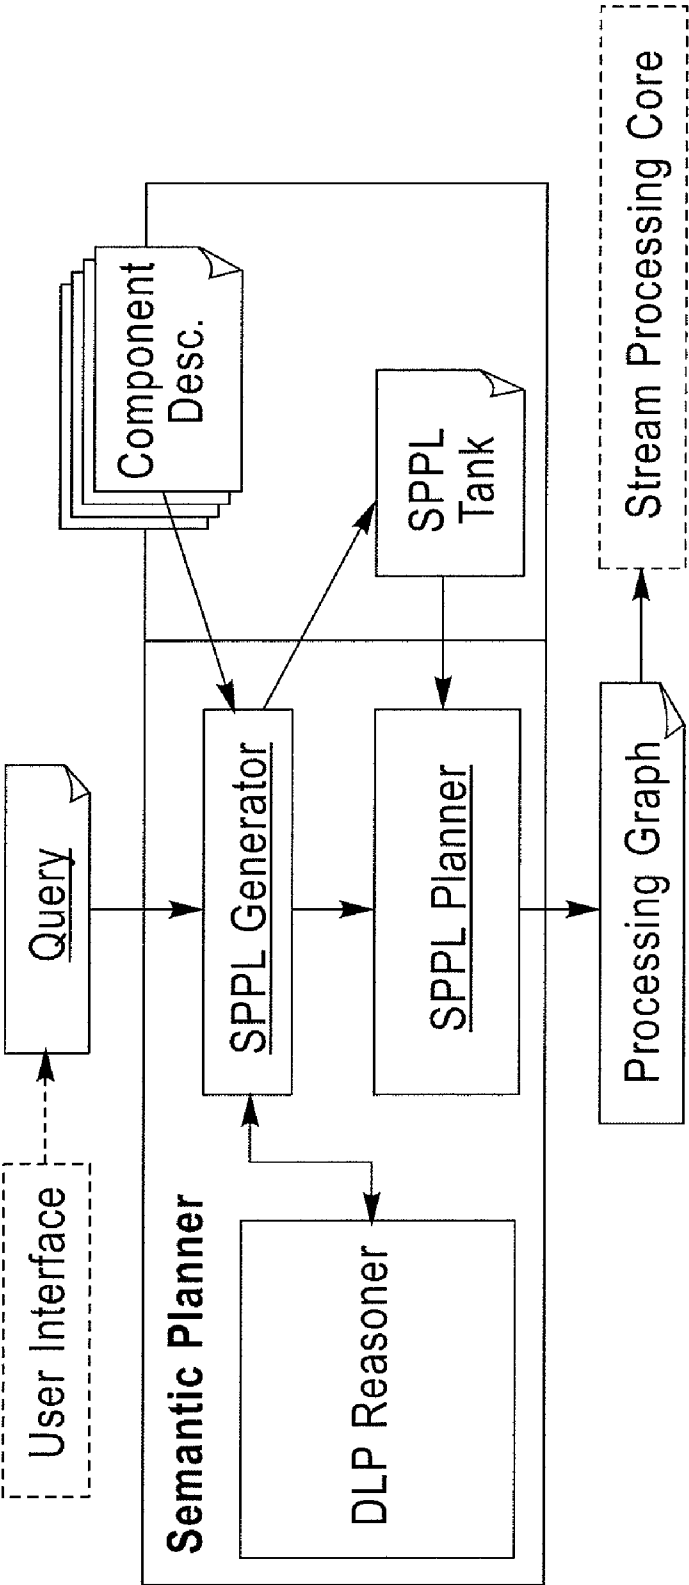 User Interface
Query
Semantic Planner
DLP Reasoner
SPPL Generator
SPPL Planner
Component
Desc.
SPPL
Tank
Processing Graph
Stream Processing Core